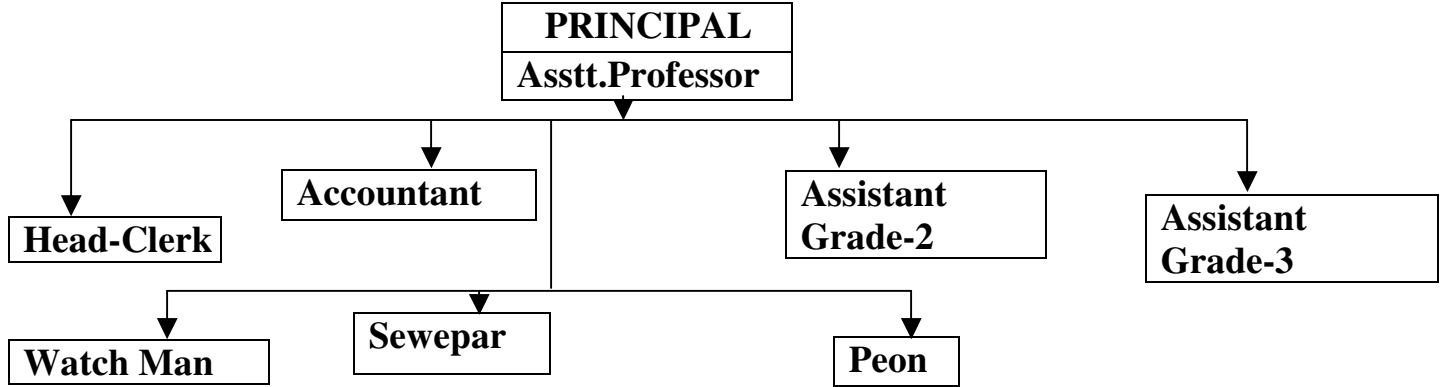 PRINCIPAL
Asstt.Professor
Head-Clerk
Accountant
Assistant
Grade-2
Assistant
Grade-3
Watch Man
Sewepar
Peon